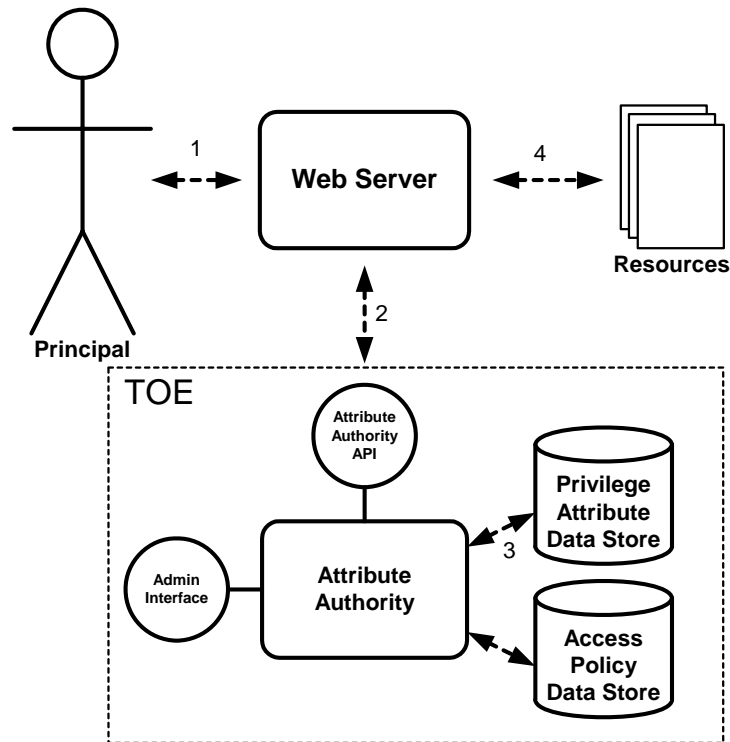 1
Web Server
4
Resources
Principal
2
TOE
Attribute
Authority
API
Privilege
Attribute
Data Store
3
Admin
Interface
Attribute
Authority
Access
Policy
Data Store